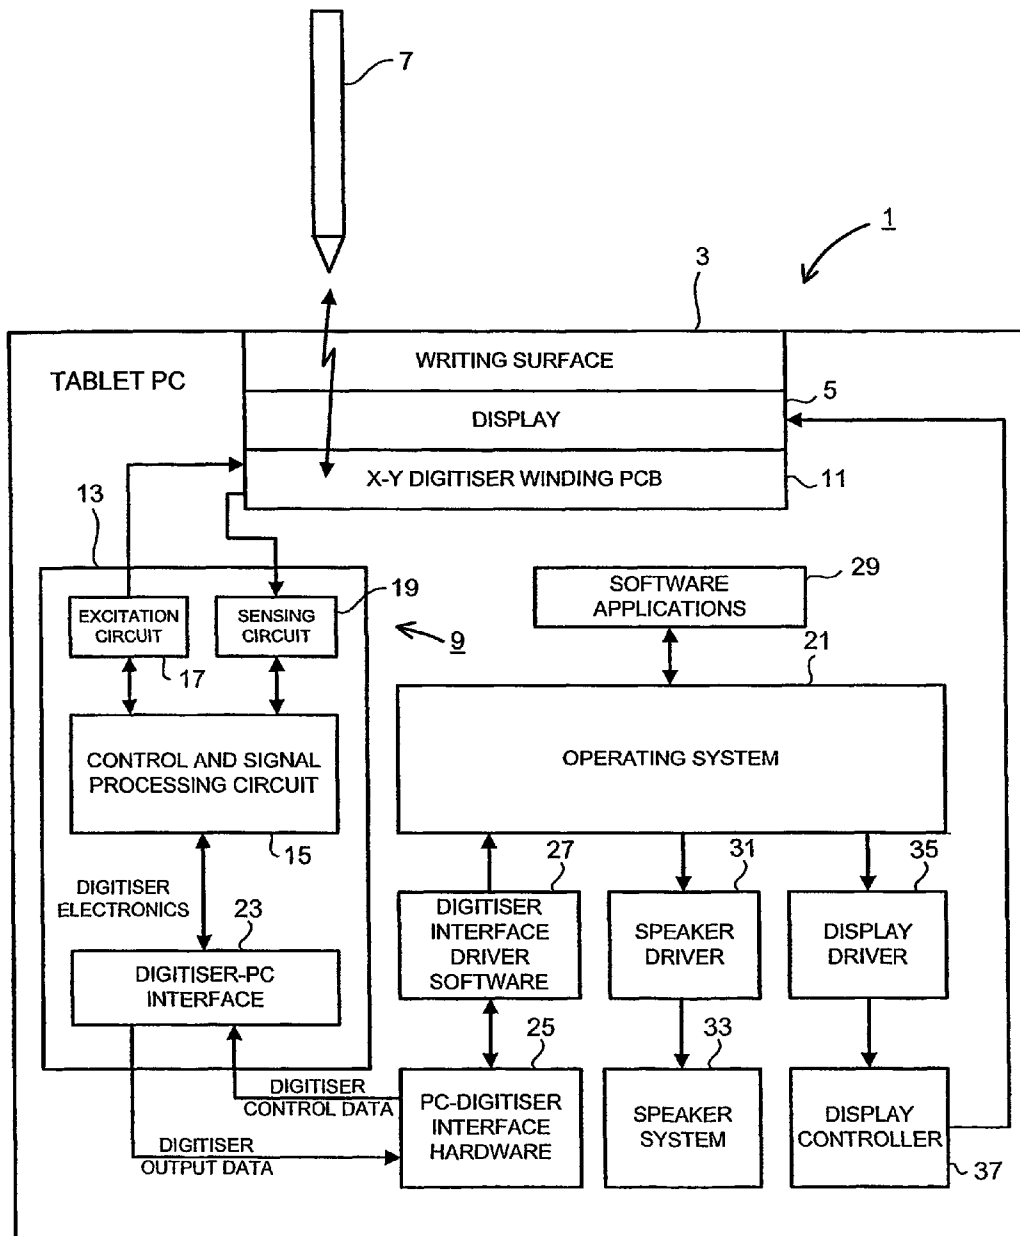 7
1
3
WRITING SURFACE
TABLET PC
5
DISPLAY
X-Y DIGITISER WINDING PCB
11
13
29
SOFTWARE
APPLICATIONS
19
EXCITATION
CIRCUIT
SENSING
CIRCUIT
9
17
21
CONTROL AND SIGNAL
PROCESSING CIRCUIT
OPERATING SYSTEM
15
27
31
35
DIGITISER
ELECTRONICS
DIGITISER
INTERFACE
DRIVER
SOFTWARE
SPEAKER
DRIVER
DISPLAY
DRIVER
23
DIGITISER-PC
INTERFACE
25
33
DIGITISER
CONTROL DATA
PC-DIGITISER
INTERFACE
HARDWARE
SPEAKER
SYSTEM
DISPLAY
CONTROLLER
DIGITISER
OUTPUT DATA
37